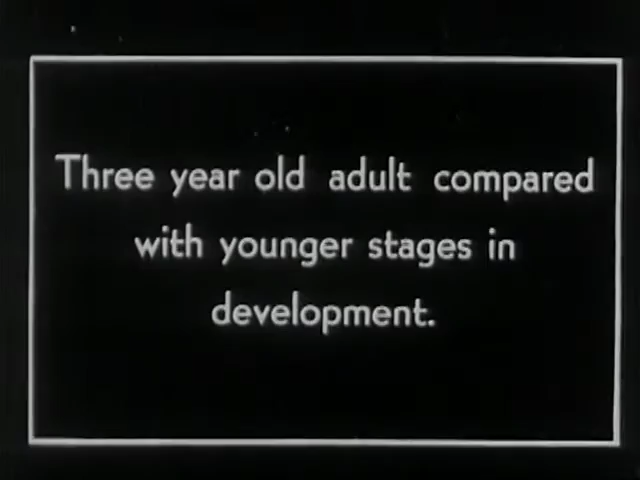 Three year old adult compared
with younger stages in
development.